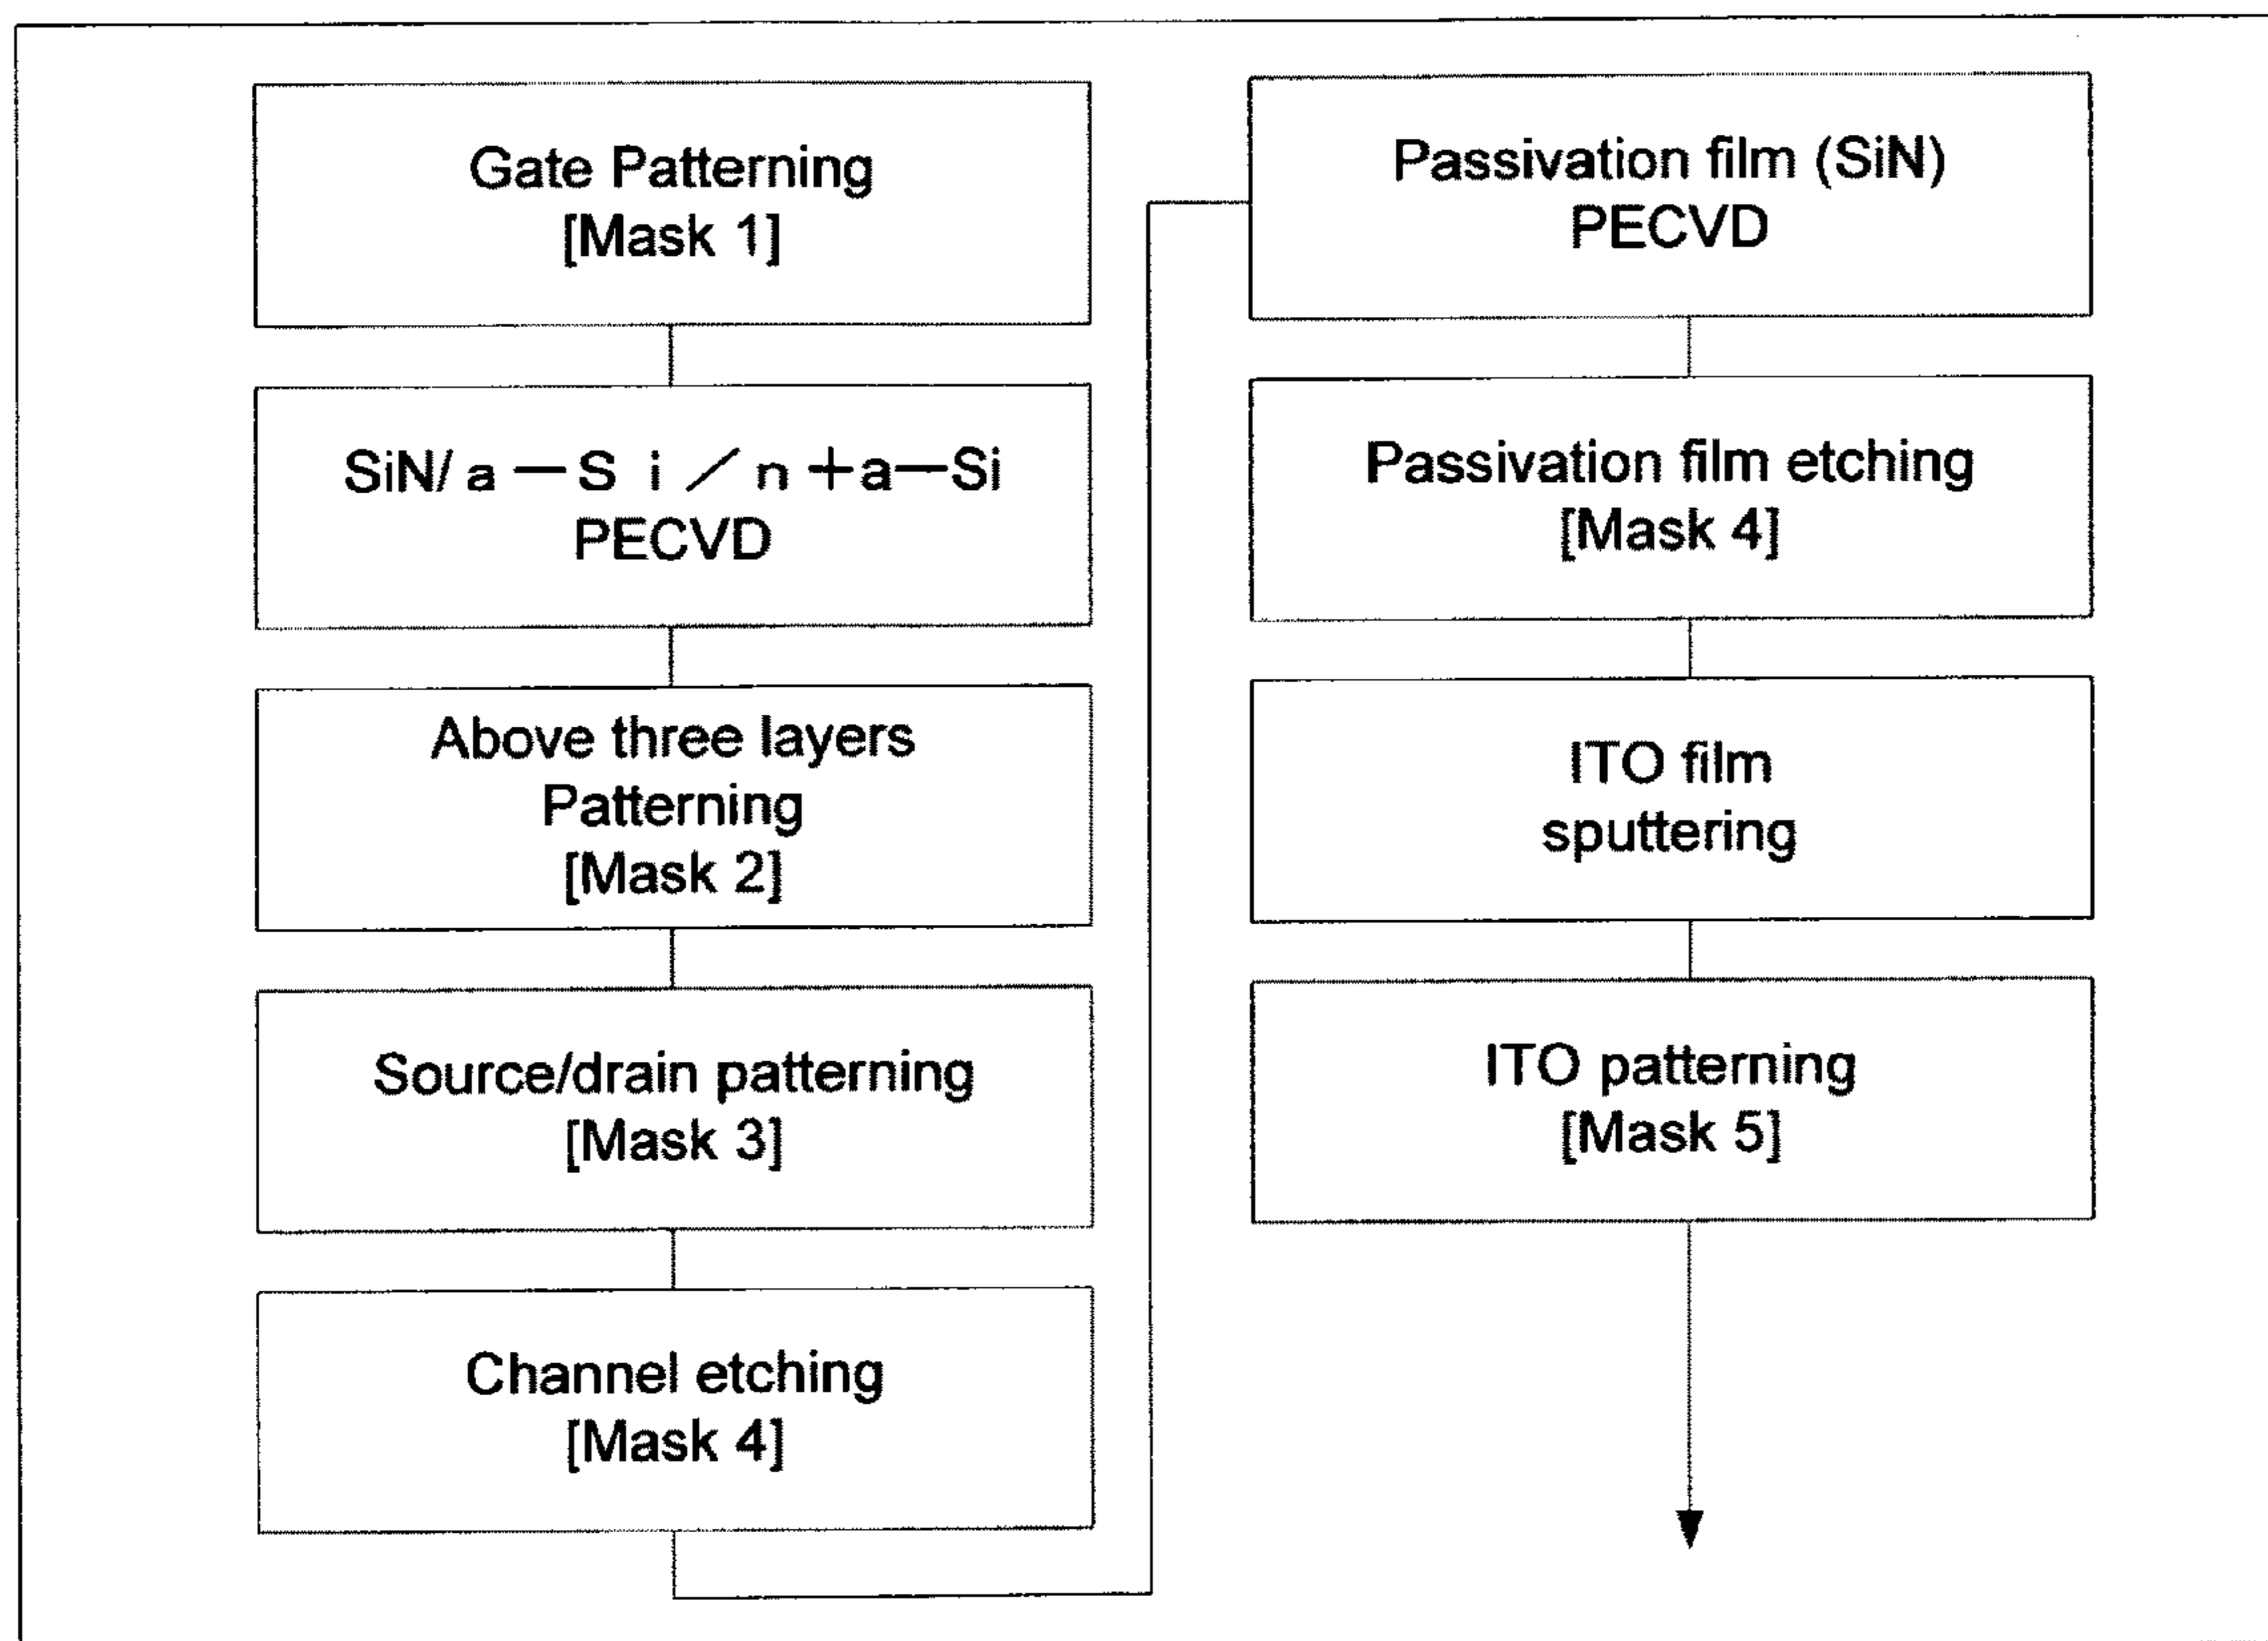 Gate Patterning
[Mask 1]
SiN/ a－S i ／ n ＋a－Si
PECVD
Above three layers
Patterning
[Mask 2]
Source/drain patterning
[Mask 3]
Channel etching
[Mask 4]
Passivation film (SiN)
PECVD
Passivation film etching
[Mask 4]
ITO film
sputtering
ITO patterning
[Mask 5]